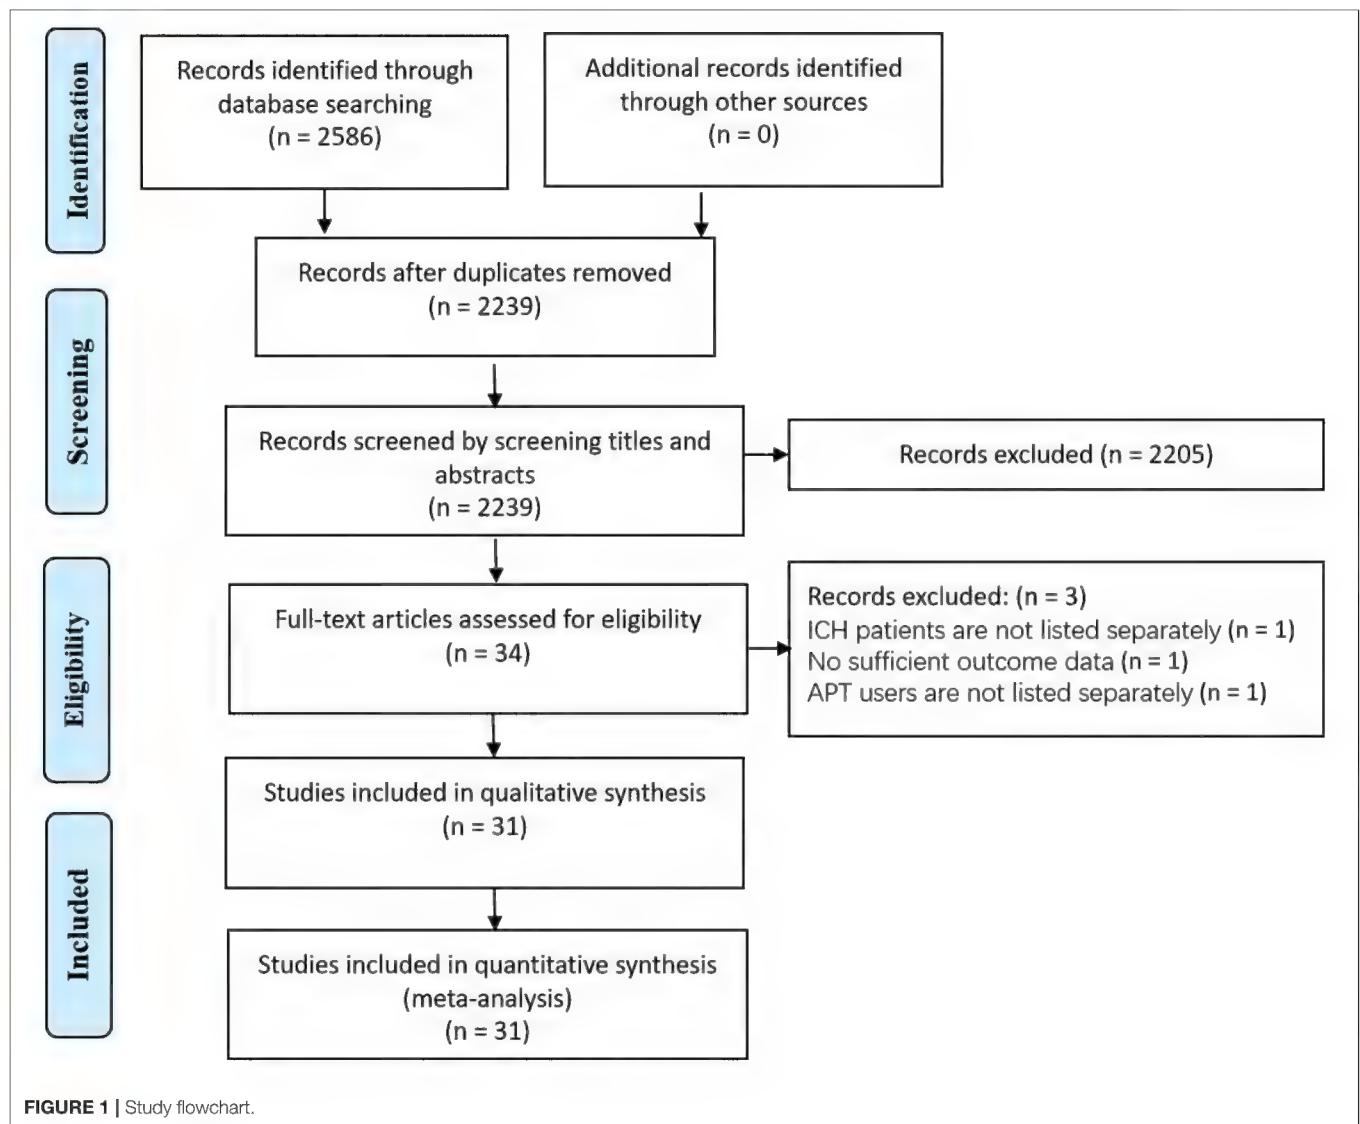 Identification
Records identified through
database searching
(n = 2586)
Additional records identified
through other sources
(n = 0)
Records after duplicates removed
(n = 2239)
Screening
Records screened by screening titles and
abstracts
(n = 2239)
Records excluded (n = 2205)
Eligibility
Full-text articles assessed for eligibility
(n = 34)
Records excluded: (n = 3)
ICH patients are not listed separately (n = 1)
No sufficient outcome data (n = 1)
APT users are not listed separately (n = 1)
Studies included in qualitative synthesis
(n = 31)
Included
Studies included in quantitative synthesis
(meta-analysis)
(n = 31)
FIGURE 1 | Study flowchart.